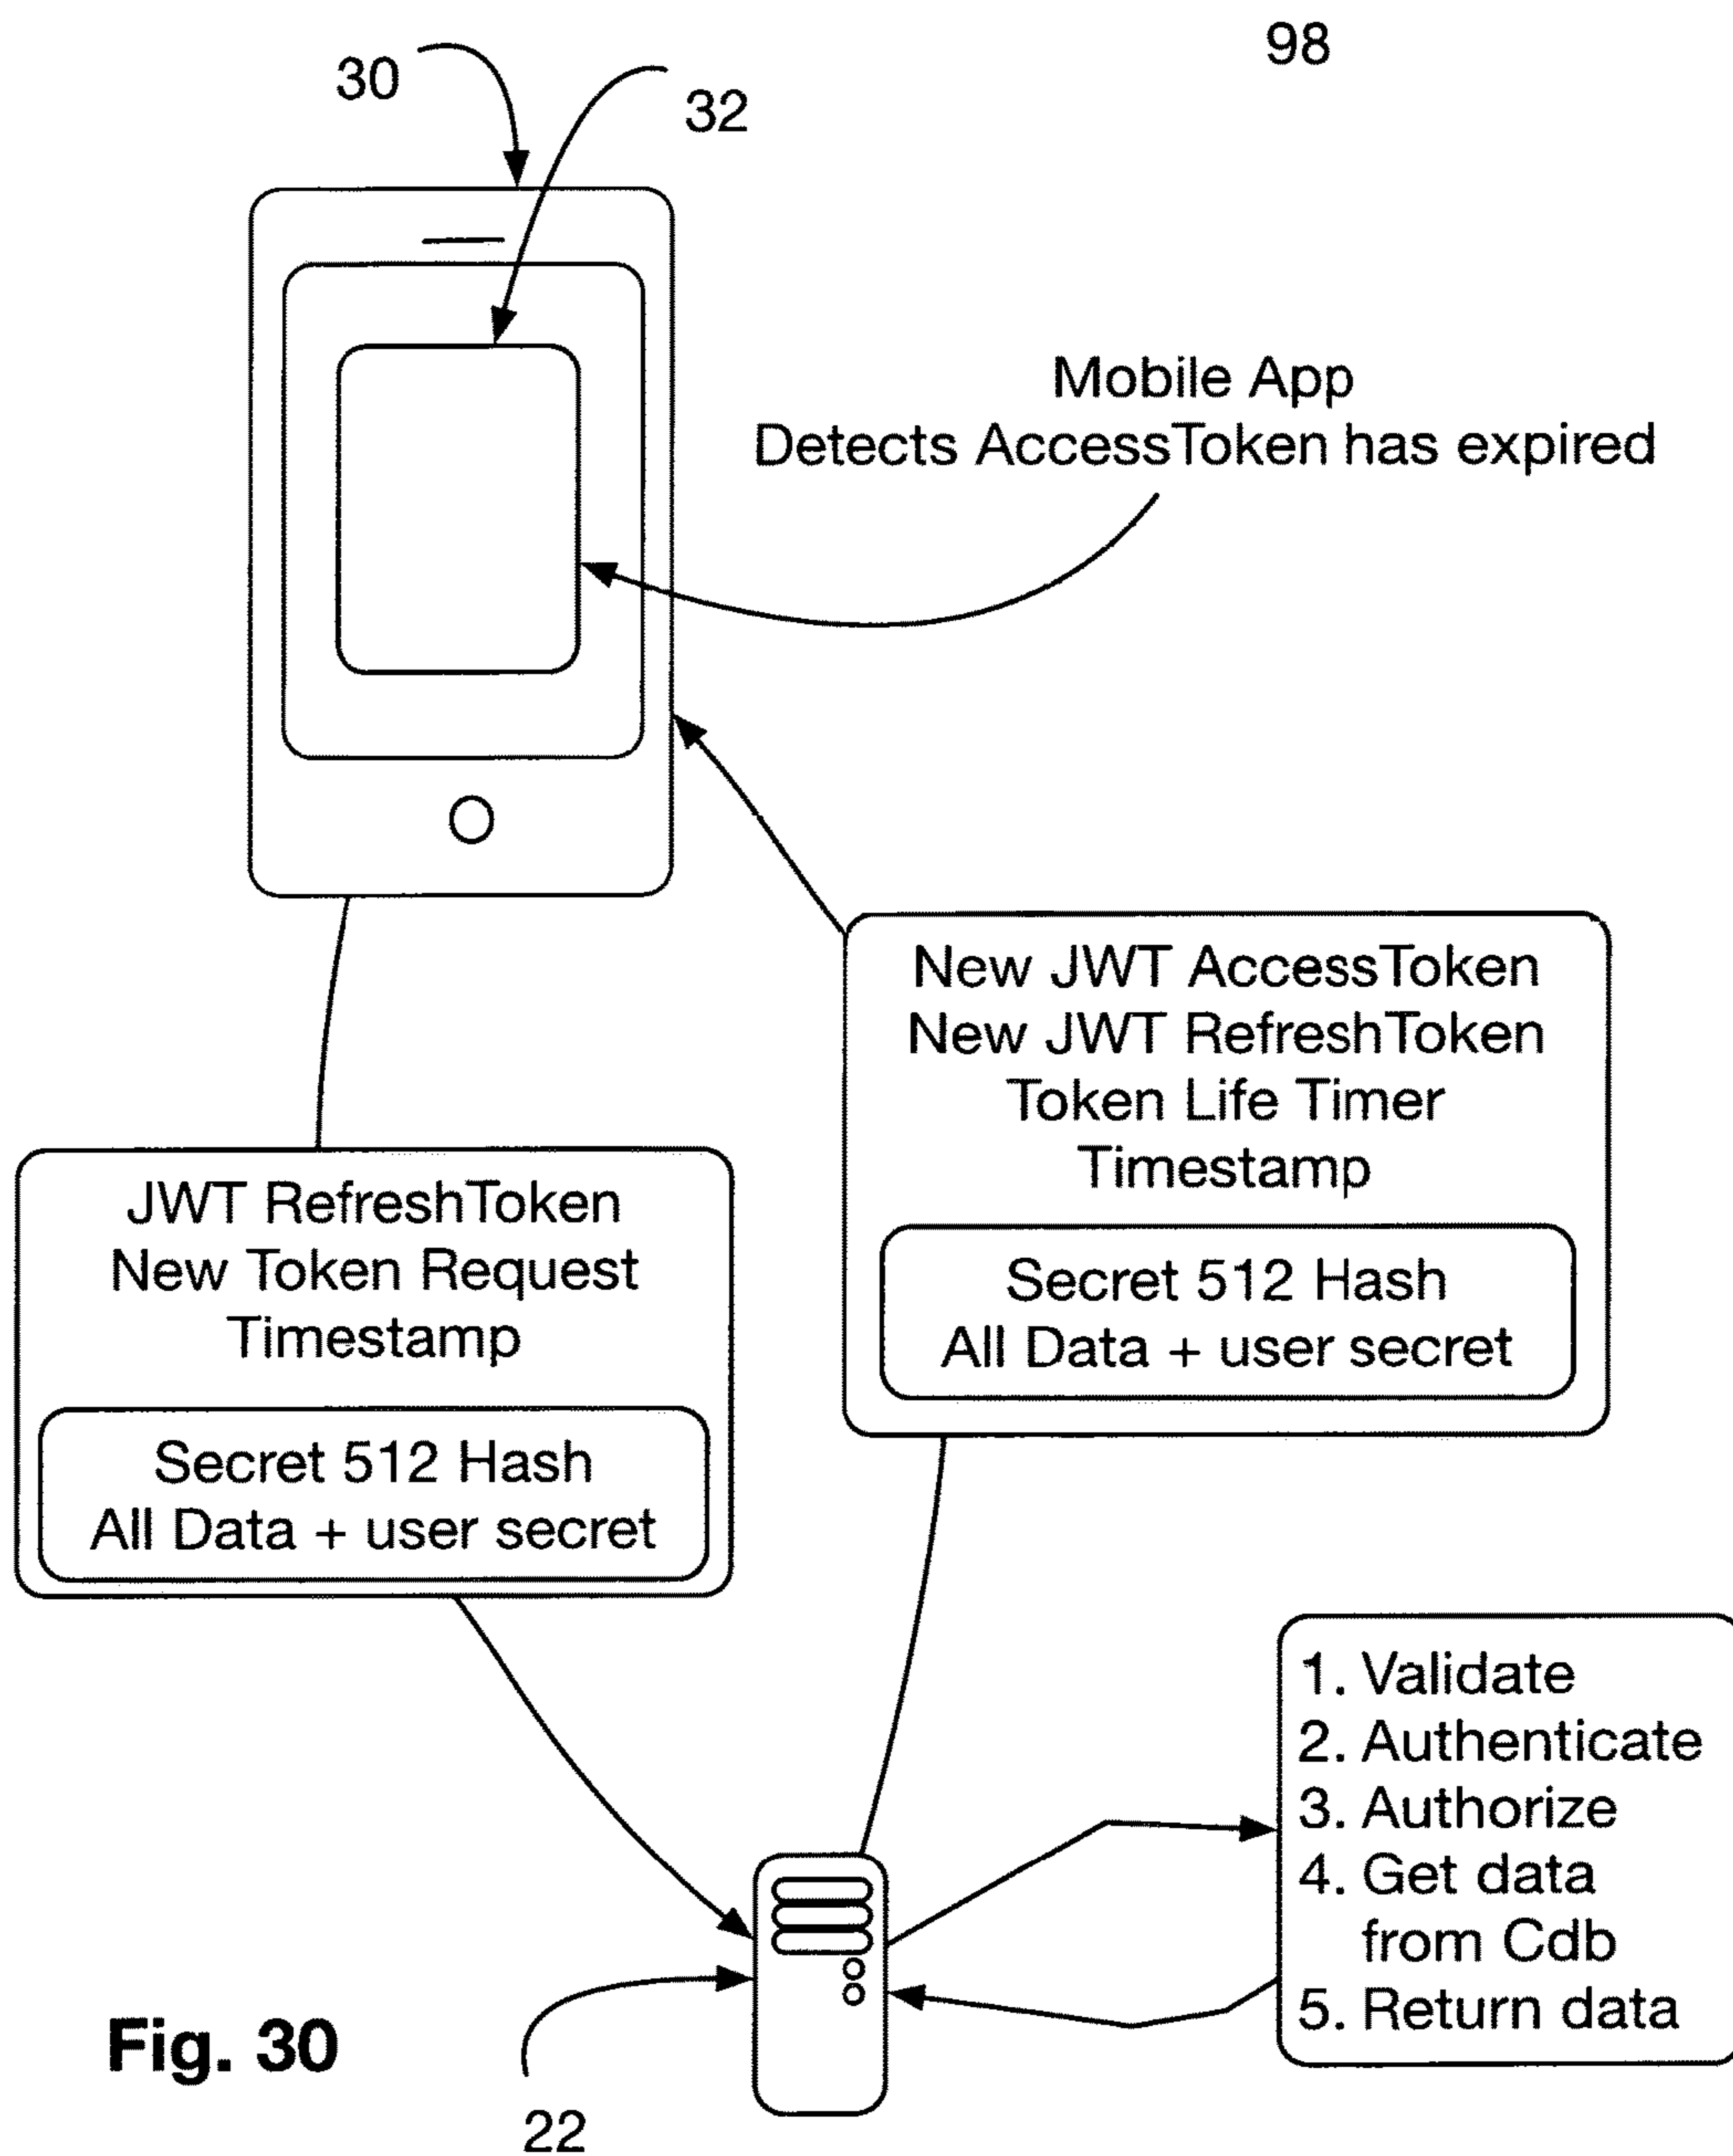 98
30
32
Mobile App
Detects AccessToken has expired
New JWT AccessToken
New JWT RefreshToken
Token Life Timer
Timestamp
Secret 512 Hash
All Data + user secret
JWT RefreshToken
New Token Request
Timestamp
Secret 512 Hash
All Data + user secret
1. Validate
2. Authenticate
3. Authorize
4. Get data
from Cdb
5. Return data
Fig. 30
22